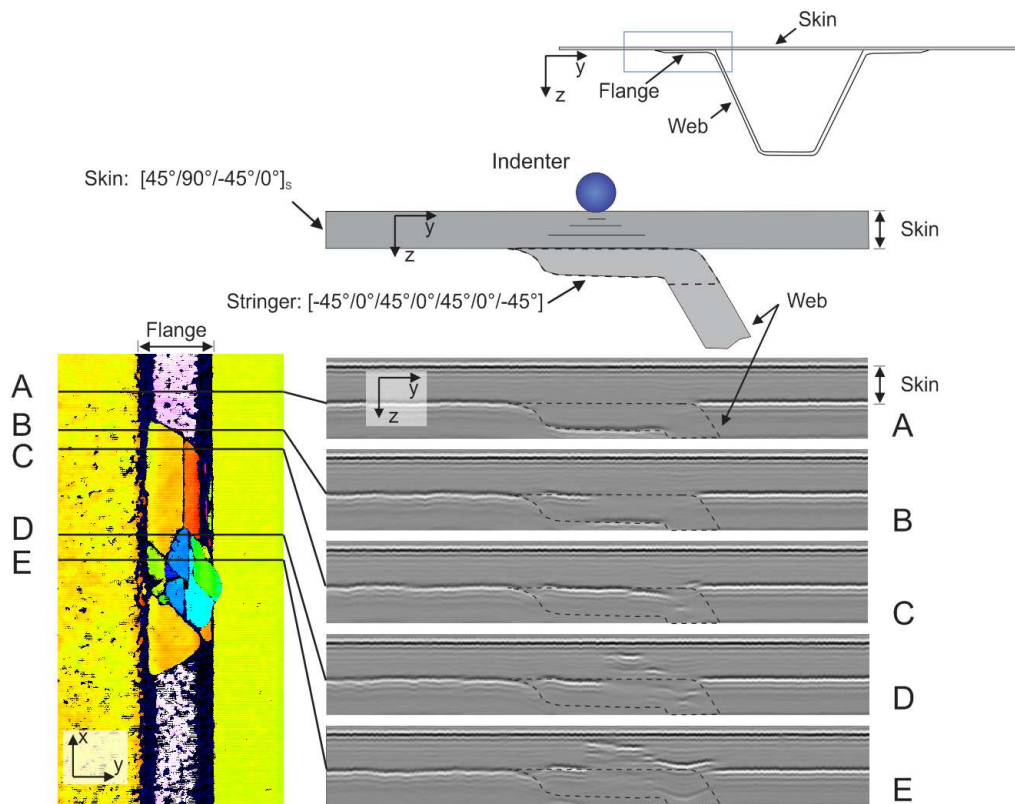 Skin
y
z
Flange
Web
Indenter
Skin: [45°/90°/-45°/0°]s
y
z
Skin
Stringer: [-45°/0°/45°/0°/45°/0°/-45°]
Web
Flange
A
B
C
D
E
x
y
y
z
Skin
A
B
C
D
E